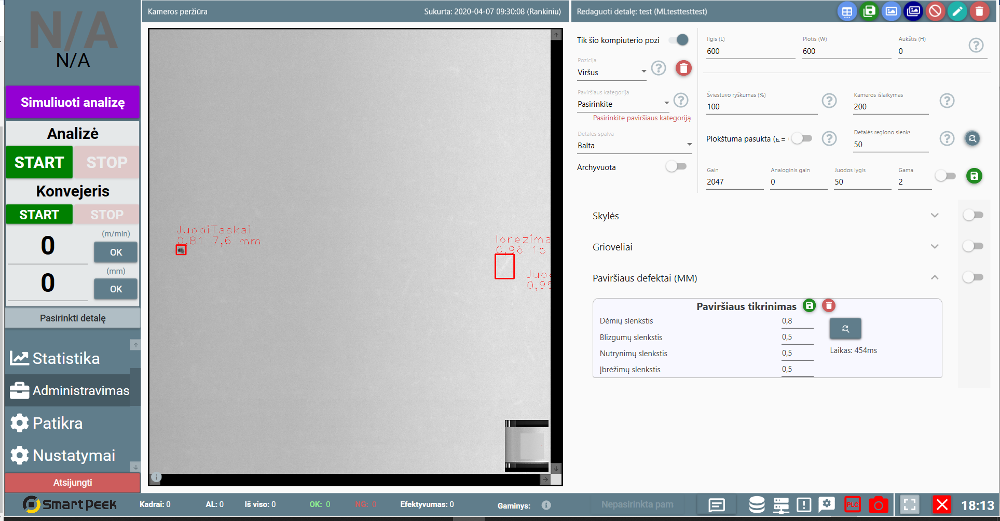 N/A
N/A
Simuliuoti analizę
Analizė
START STOP
Konvejeris
START STOP
(m/min)
0 OK
(mm)
0 OK
Pasirinkti detalę
Statistika
Administravimas
Patikra
Nustatymai
Atsijungti
Kameros peržiūra Sukurta: 2020-04-07 09:30:08 (Rankiniu)
JuooiTaskai
0,81 7,6 mm
Ibrezima
0,96 15
Juo
0,95
Redaguoti detalę: test (MLtesttesttest)
Tik šio kompiuterio pozi
Pozicija
Viršus
Paviršiaus kategorija
Pasirinkite
Pasirinkite paviršiaus kategoriją
Detalės spalva
Balta
Archyvuota
Ilgis (L) Plotis (W) Aukštis (H)
600 600 0
Šviestuvo ryškumas (%) Kameros išlaikymas
100 200
Plokštuma pasukta ( =
Detalės regiono slenks
50
Gain Analoginis gain Juodos lygis Gama
2047 0 50 2
Skylės
Grioveliai
Paviršiaus defektai (MM)
Paviršiaus tikrinimas
Dėmių slenkstis 0,8
Blizgumų slenkstis 0,5
Nutrynimų slenkstis 0,5
Įbrėžimų slenkstis 0,5
Laikas: 454ms
SmartPeek
Kadrai: 0 AL: 0 Iš viso: 0 OK: 0 NG: 0 Efektyvumas: 0 Gaminys: Nepasirinkta pam
PLC
18:13